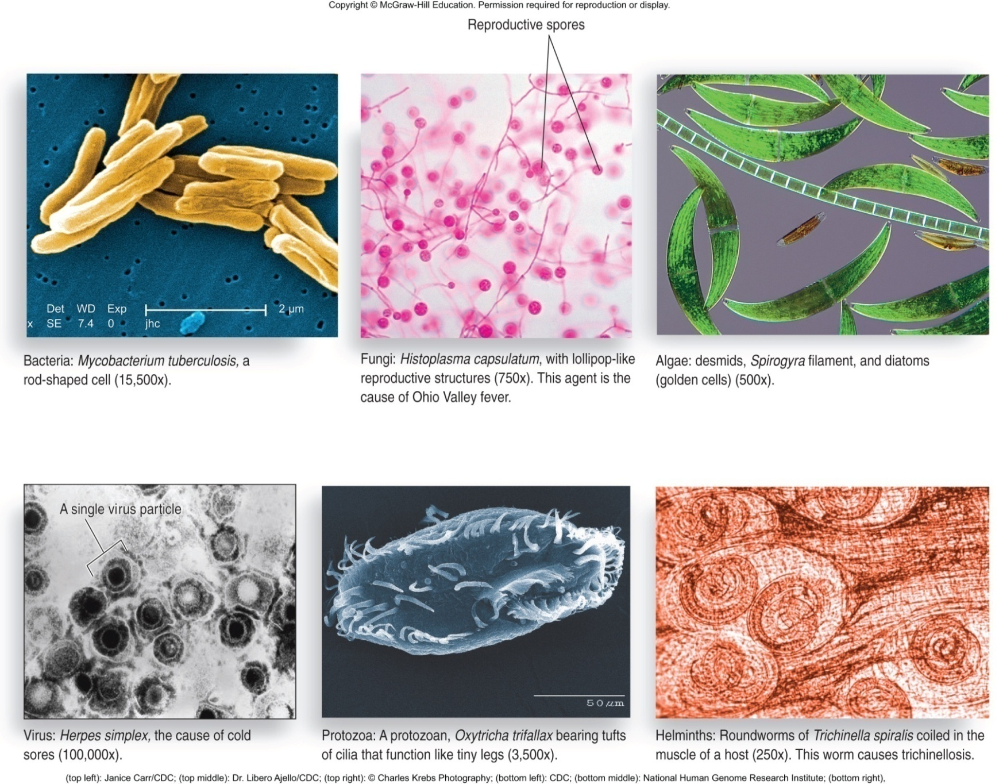 Copyright © McGraw-Hill Education. Permission required for reproduction or display.
Reproductive spores
Det WD Exp 2 µm
x SE 7.4 0 jhc
Bacteria: Mycobacterium tuberculosis, a
rod-shaped cell (15,500x).
Fungi: Histoplasma capsulatum, with lollipop-like
reproductive structures (750x). This agent is the
cause of Ohio Valley fever.
Algae: desmids, Spirogyra filament, and diatoms
(golden cells) (500x).
A single virus particle
50 µm
Virus: Herpes simplex, the cause of cold
sores (100,000x).
Protozoa: A protozoan, Oxytricha trifallax bearing tufts
of cilia that function like tiny legs (3,500x).
Helminths: Roundworms of Trichinella spiralis coiled in the
muscle of a host (250x). This worm causes trichinellosis.
(top left): Janice Carr/CDC; (top middle): Dr. Libero Ajello/CDC; (top right): © Charles Krebs Photography; (bottom left): CDC; (bottom middle): National Human Genome Research Institute; (bottom right),